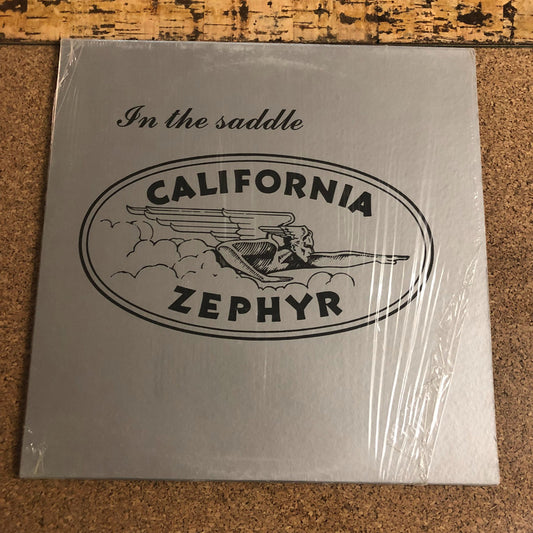 In the saddle
CALIFORNIA
ZEPHYR